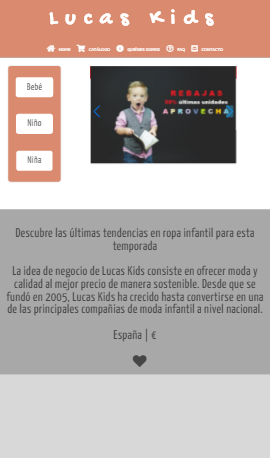 Lucas Kids
HOME CATÁLOGO QUIÉNES SOMOS FAQ CONTACTO
Bebé
Niño
Niña
REBAJAS
50% últimas unidades
APROVECHA
Descubre las últimas tendencias en ropa infantil para esta
temporada
La idea de negocio de Lucas Kids consiste en ofrecer moda y
calidad al mejor precio de manera sostenible. Desde que se
fundó en 2005, Lucas Kids ha crecido hasta convertirse en una
de las principales compañías de moda infantil a nivel nacional.
España | €